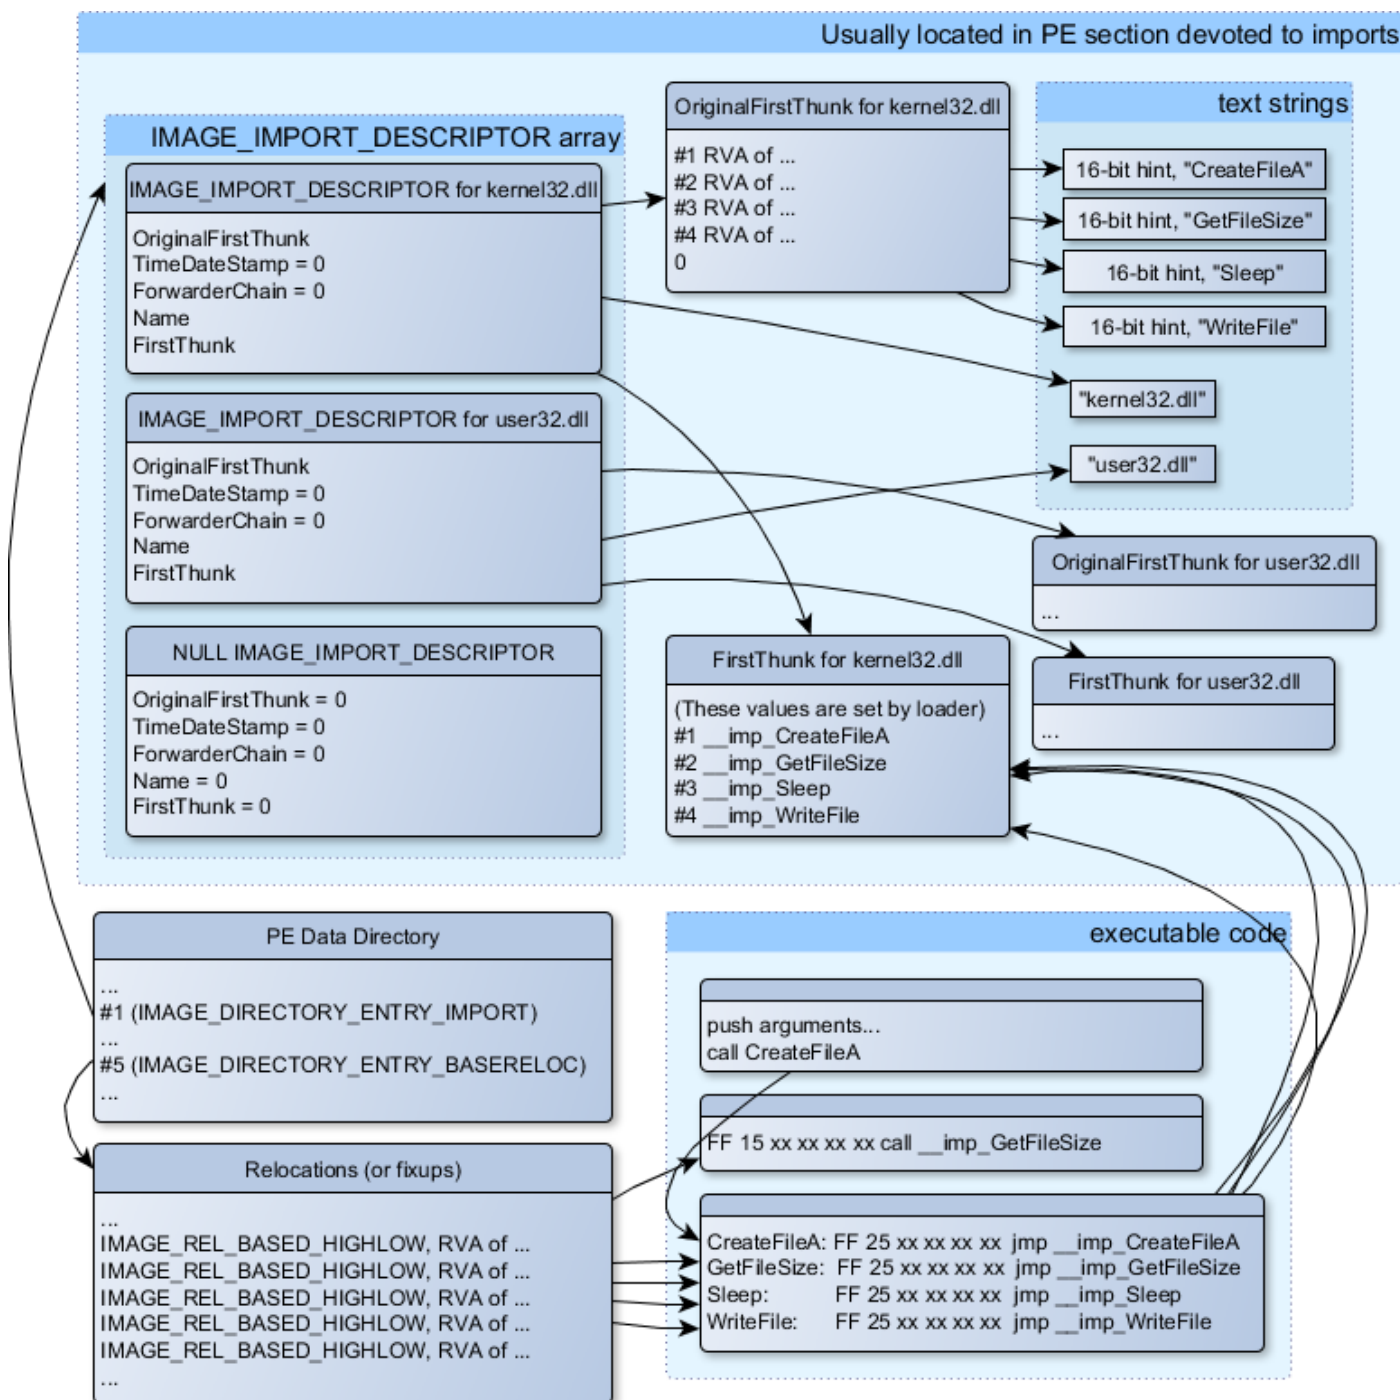 Usually located in PE section devoted to imports
IMAGE_IMPORT_DESCRIPTOR array
IMAGE_IMPORT_DESCRIPTOR for kernel32.dll
OriginalFirstThunk
TimeDateStamp = 0
ForwarderChain = 0
Name
FirstThunk
IMAGE_IMPORT_DESCRIPTOR for user32.dll
OriginalFirstThunk
TimeDateStamp = 0
ForwarderChain = 0
Name
FirstThunk
NULL IMAGE_IMPORT_DESCRIPTOR
OriginalFirstThunk = 0
TimeDateStamp = 0
ForwarderChain = 0
Name = 0
FirstThunk = 0
OriginalFirstThunk for kernel32.dll
#1 RVA of ...
#2 RVA of ...
#3 RVA of ...
#4 RVA of ...
0
text strings
16-bit hint, "CreateFileA"
16-bit hint, "GetFileSize"
16-bit hint, "Sleep"
16-bit hint, "WriteFile"
"kernel32.dll"
"user32.dll"
OriginalFirstThunk for user32.dll
...
FirstThunk for user32.dll
...
FirstThunk for kernel32.dll
(These values are set by loader)
#1 __imp_CreateFileA
#2 __imp_GetFileSize
#3 __imp_Sleep
#4 __imp_WriteFile
PE Data Directory
...
#1 (IMAGE_DIRECTORY_ENTRY_IMPORT)
...
#5 (IMAGE_DIRECTORY_ENTRY_BASERELOC)
...
Relocations (or fixups)
...
IMAGE_REL_BASED_HIGHLOW, RVA of ...
IMAGE_REL_BASED_HIGHLOW, RVA of ...
IMAGE_REL_BASED_HIGHLOW, RVA of ...
IMAGE_REL_BASED_HIGHLOW, RVA of ...
IMAGE_REL_BASED_HIGHLOW, RVA of ...
...
executable code
push arguments...
call CreateFileA
FF 15 xx xx xx xx call __imp_GetFileSize
CreateFileA: FF 25 xx xx xx xx jmp __imp_CreateFileA
GetFileSize: FF 25 xx xx xx xx jmp __imp_GetFileSize
Sleep: FF 25 xx xx xx xx jmp __imp_Sleep
WriteFile: FF 25 xx xx xx xx jmp __imp_WriteFile